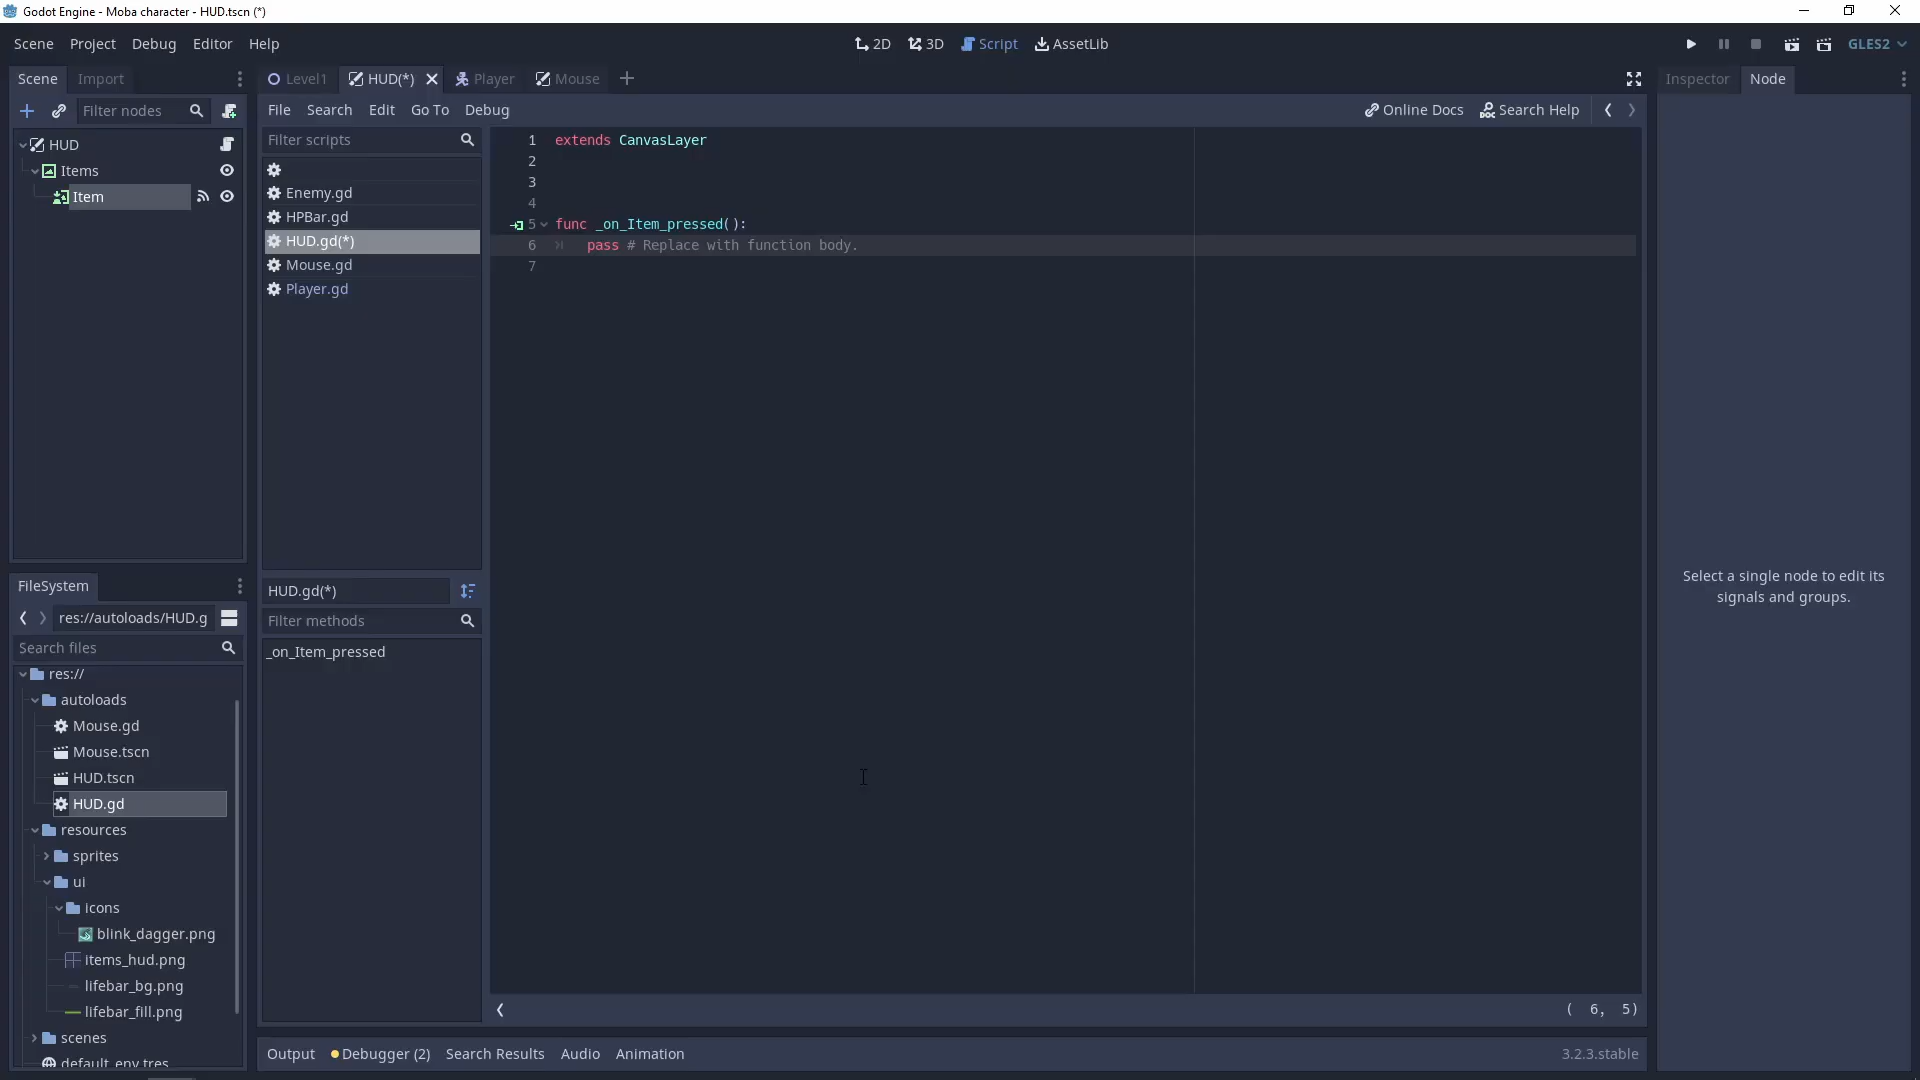 Godot Engine - Moba character - HUD.tscn (*)
Scene Project Debug Editor Help
2D 3D Script AssetLib
GLES2
Scene Import
Level1 HUD(*) Player Mouse
Inspector Node
Filter nodes
File Search Edit Go To Debug
Online Docs Search Help
HUD
Items
Item
Filter scripts
Enemy.gd
HPBar.gd
HUD.gd(*)
Mouse.gd
Player.gd
1 extends CanvasLayer
2
3
4
5 func _on_Item_pressed():
6 pass # Replace with function body.
7
HUD.gd(*)
Filter methods
_on_Item_pressed
Select a single node to edit its
signals and groups.
FileSystem
res://autoloads/HUD.g
Search files
res://
autoloads
Mouse.gd
Mouse.tscn
HUD.tscn
HUD.gd
resources
sprites
ui
icons
blink_dagger.png
items_hud.png
lifebar_bg.png
lifebar_fill.png
scenes
default_env.tres
( 6, 5)
Output Debugger (2) Search Results Audio Animation
3.2.3.stable